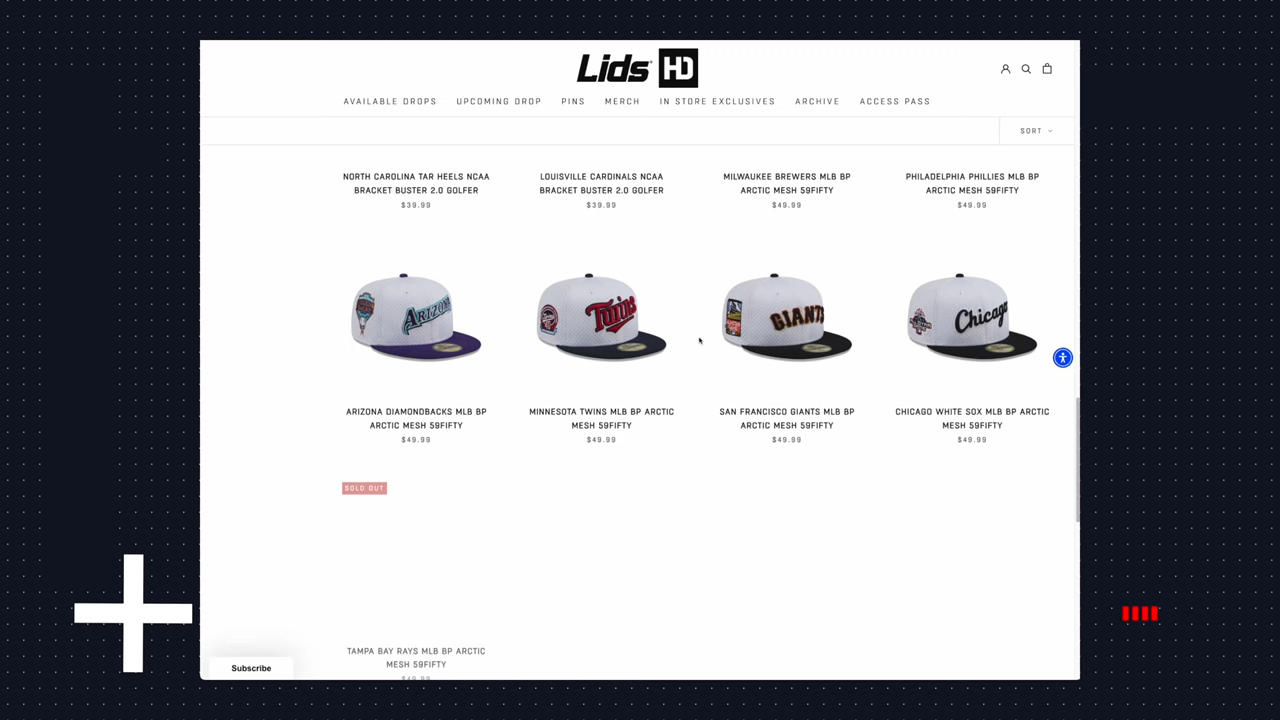 Lids HD
AVAILABLE DROPS UPCOMING DROP PINS MERCH IN STORE EXCLUSIVES ARCHIVE ACCESS PASS
SORT
NORTH CAROLINA TAR HEELS NCAA
BRACKET BUSTER 2.0 GOLFER
$39.99
LOUISVILLE CARDINALS NCAA
BRACKET BUSTER 2.0 GOLFER
$39.99
MILWAUKEE BREWERS MLB BP
ARCTIC MESH 59FIFTY
$49.99
PHILADELPHIA PHILLIES MLB BP
ARCTIC MESH 59FIFTY
$49.99
ARIZONA
Twins
GIANTS
Chicago
ARIZONA DIAMONDBACKS MLB BP
ARCTIC MESH 59FIFTY
$49.99
MINNESOTA TWINS MLB BP ARCTIC
MESH 59FIFTY
$49.99
SAN FRANCISCO GIANTS MLB BP
ARCTIC MESH 59FIFTY
$49.99
CHICAGO WHITE SOX MLB BP ARCTIC
MESH 59FIFTY
$49.99
SOLD OUT
TAMPA BAY RAYS MLB BP ARCTIC
MESH 59FIFTY
$49.99
Subscribe